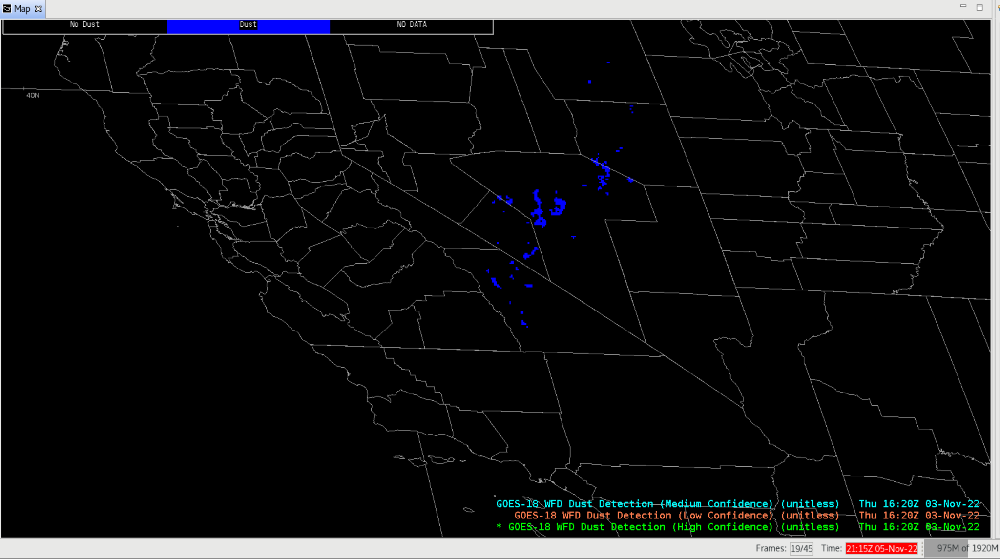 Map
No Dust Dust NO DATA
40N
GOES-18 WFD Dust Detection (Medium Confidence) (unitless) Thu 16:20Z 03-Nov-22
GOES-18 WFD Dust Detection (Low Confidence) (unitless) Thu 16:20Z 03-Nov-22
* GOES-18 WFD Dust Detection (High Confidence) (unitless) Thu 16:20Z 03-Nov-22
Frames: 19/45 Time: 21:15Z 05-Nov-22 975M of 1920M